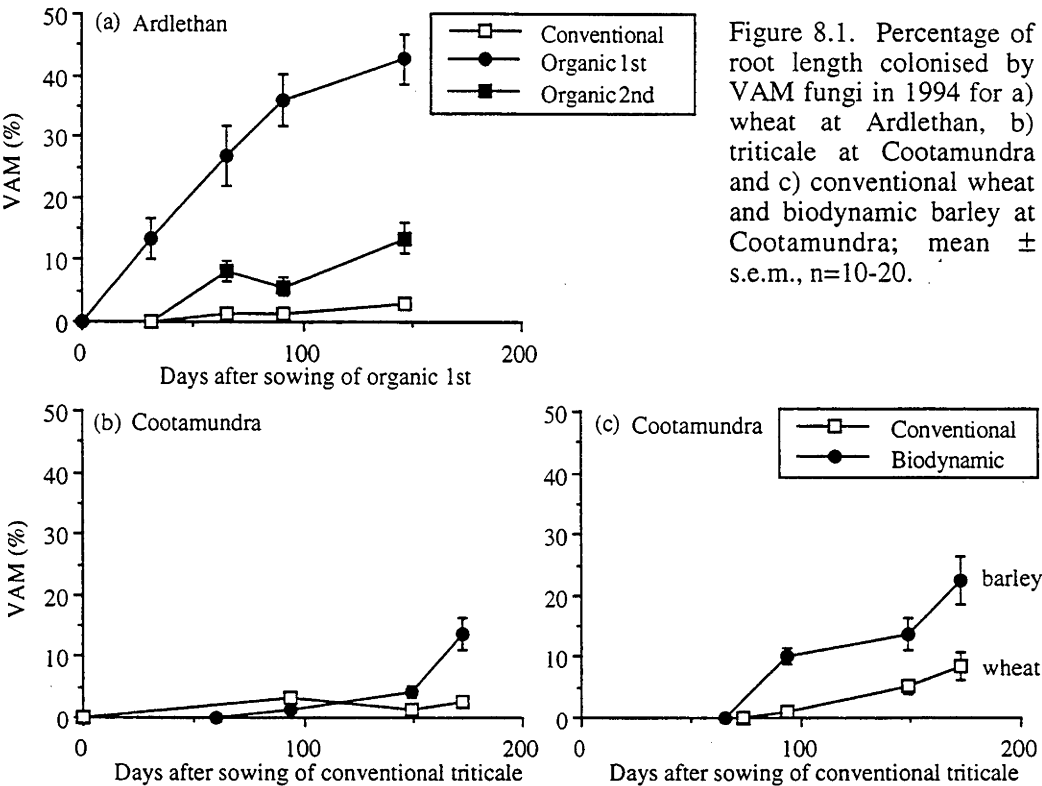 (a) Ardlethan
Conventional
Organic 1st
Organic 2nd
50
40
30
20
10
0
VAM (%)
0 100 200
Days after sowing of organic 1st
Figure 8.1. Percentage of
root length colonised by
VAM fungi in 1994 for a)
wheat at Ardlethan, b)
triticale at Cootamundra
and c) conventional wheat
and biodynamic barley at
Cootamundra; mean ±
s.e.m., n=10-20.
(b) Cootamundra
50
40
30
20
10
0
VAM (%)
0 100 200
Days after sowing of conventional triticale
(c) Cootamundra
Conventional
Biodynamic
50
40
30
20
10
0
barley
wheat
0 100 200
Days after sowing of conventional triticale